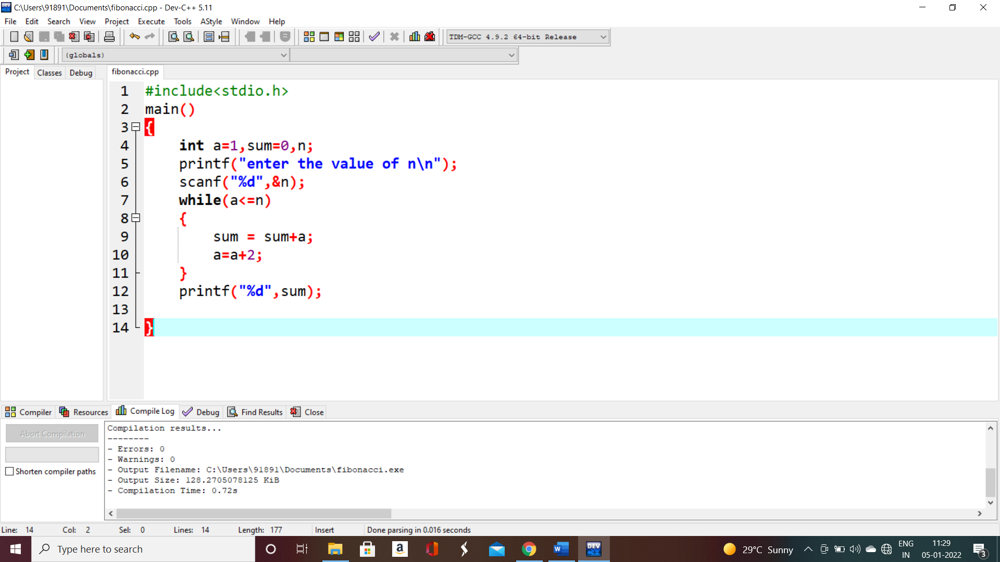 C:\Users\91891\Documents\fibonacci.cpp - Dev-C++ 5.11
File Edit Search View Project Execute Tools AStyle Window Help
TDM-GCC 4.9.2 64-bit Release
(globals)
Project Classes Debug fibonacci.cpp
1 #include<stdio.h>
2 main()
3 {
4 int a=1,sum=0,n;
5 printf("enter the value of n\n");
6 scanf("%d",&n);
7 while(a<=n)
8 {
9 sum = sum+a;
10 a=a+2;
11 }
12 printf("%d",sum);
13
14 }
Compiler Resources Compile Log Debug Find Results Close
Abort Compilation
Shorten compiler paths
Compilation results...
--------
- Errors: 0
- Warnings: 0
- Output Filename: C:\Users\91891\Documents\fibonacci.exe
- Output Size: 128.2705078125 KiB
- Compilation Time: 0.72s
Line: 14 Col: 2 Sel: 0 Lines: 14 Length: 177 Insert Done parsing in 0.016 seconds
Type here to search
29°C Sunny
ENG
IN
11:29
05-01-2022
3
DEV
C++